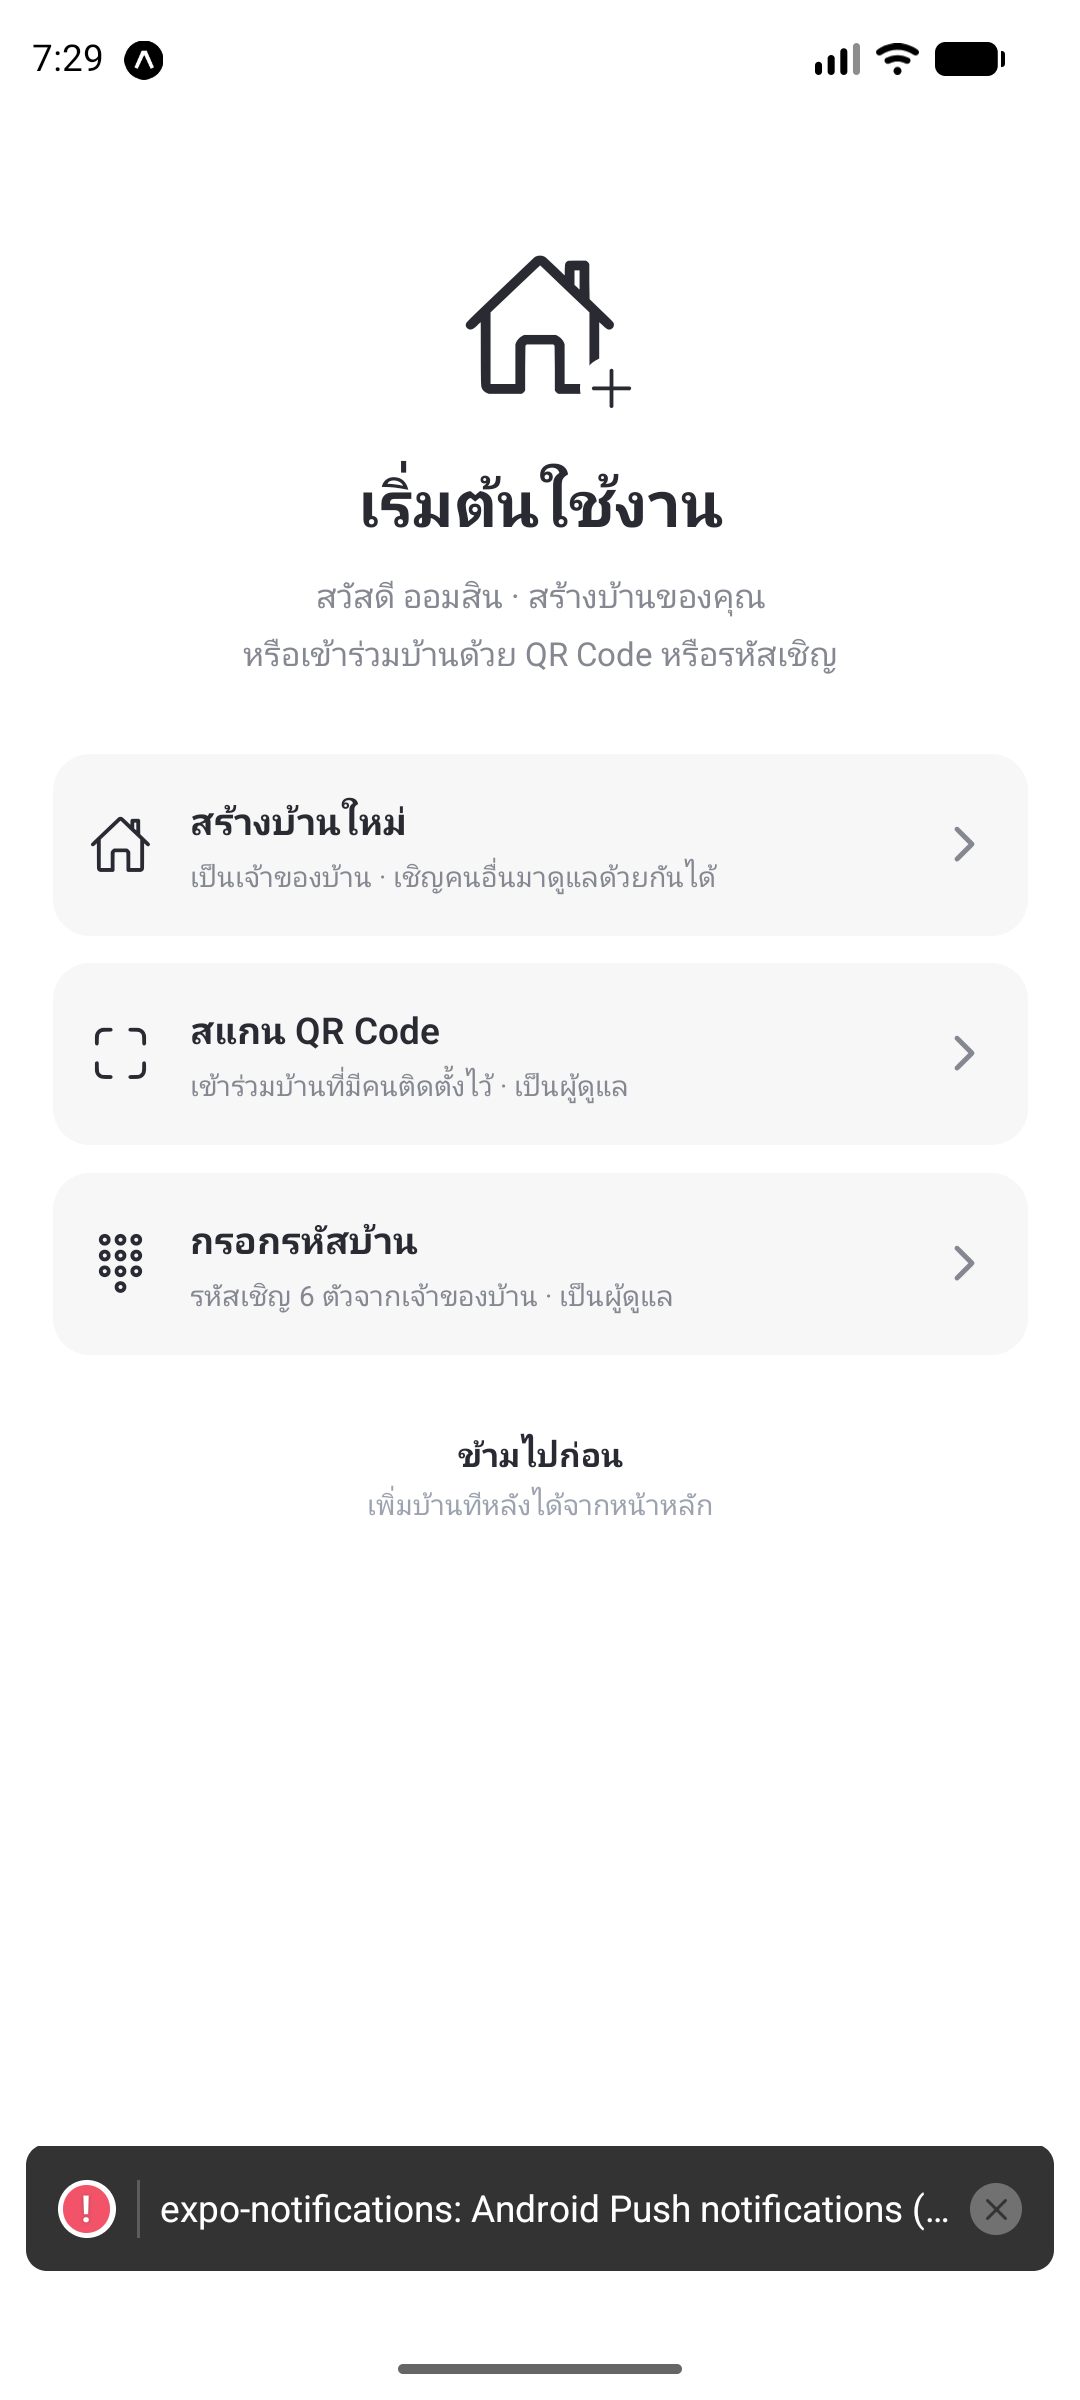 7:29
เริ่มต้นใช้งาน
สวัสดี ออมสิน · สร้างบ้านของคุณ
หรือเข้าร่วมบ้านด้วย QR Code หรือรหัสเชิญ
สร้างบ้านใหม่
เป็นเจ้าของบ้าน · เชิญคนอื่นมาดูแลด้วยกันได้
สแกน QR Code
เข้าร่วมบ้านที่มีคนติดตั้งไว้ · เป็นผู้ดูแล
กรอกรหัสบ้าน
รหัสเชิญ 6 ตัวจากเจ้าของบ้าน · เป็นผู้ดูแล
ข้ามไปก่อน
เพิ่มบ้านทีหลังได้จากหน้าหลัก
expo-notifications: Android Push notifications (…